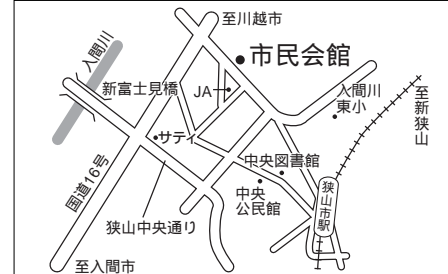 至川越市
市民会館
入間川
新富士見橋
JA
入間川
東小
至新狭山
サティ
国道16号
中央図書館
中央
公民館
狭山市駅
狭山中央通り
至入間市